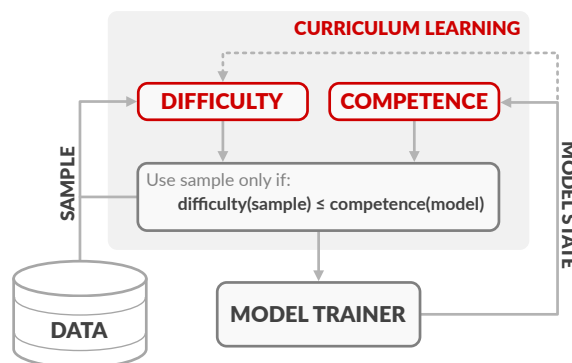 CURRICULUM LEARNING
DIFFICULTY
COMPETENCE
Use sample only if:
difficulty(sample) ≤ competence(model)
SAMPLE
MODEL STATE
MODEL TRAINER
DATA